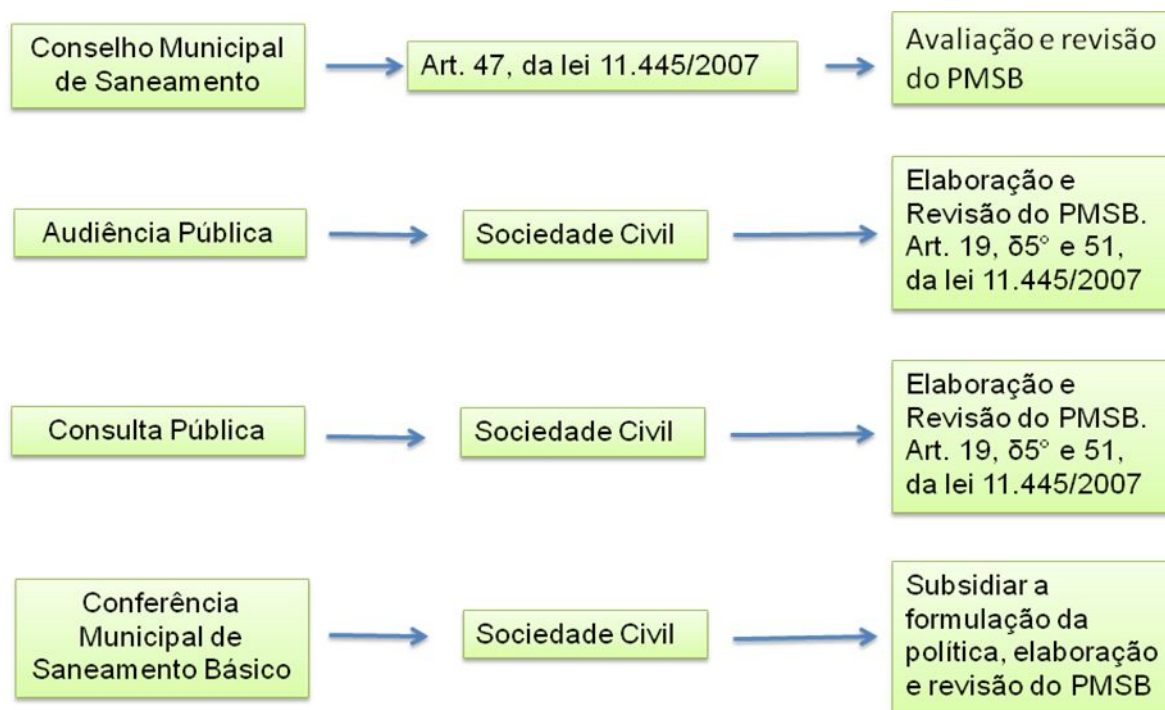 Conselho Municipal
de Saneamento
Art. 47, da lei 11.445/2007
Avaliação e revisão
do PMSB
Audiência Pública
Sociedade Civil
Elaboração e
Revisão do PMSB.
Art. 19, δ5° e 51,
da lei 11.445/2007
Consulta Pública
Sociedade Civil
Elaboração e
Revisão do PMSB.
Art. 19, δ5° e 51,
da lei 11.445/2007
Conferência
Municipal de
Saneamento Básico
Sociedade Civil
Subsidiar a
formulação da
política, elaboração
e revisão do PMSB